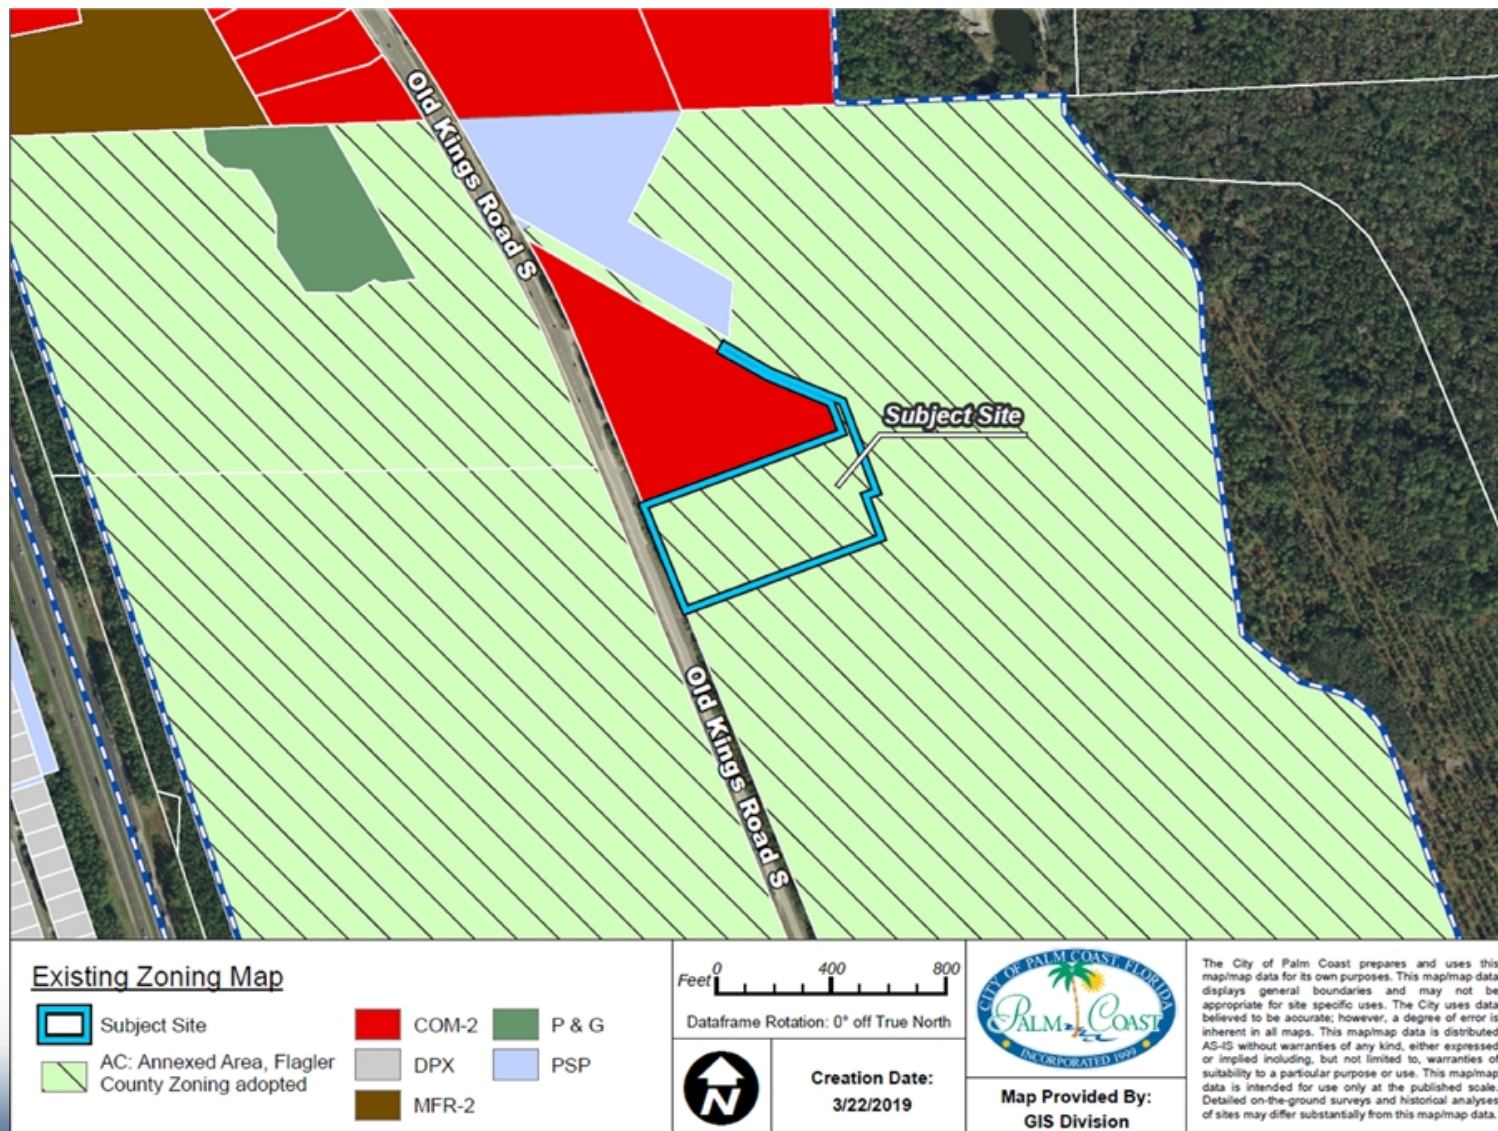 Old Kings Road S
Subject Site
Old Kings Road S
Existing Zoning Map
Subject Site
AC: Annexed Area, Flagler
County Zoning adopted
COM-2
DPX
MFR-2
P & G
PSP
Feet
0 400 800
Dataframe Rotation: 0° off True North
N
Creation Date:
3/22/2019
CITY OF PALM COAST, FLORIDA
PALM COAST
INCORPORATED 1999
Map Provided By:
GIS Division
The City of Palm Coast prepares and uses this
map/map data for its own purposes. This map/map data
displays general boundaries and may not be
appropriate for site specific uses. The City uses data
believed to be accurate; however, a degree of error is
inherent in all maps. This map/map data is distributed
AS-IS without warranties of any kind, either expressed
or implied including, but not limited to, warranties of
suitability to a particular purpose or use. This map/map
data is intended for use only at the published scale.
Detailed on-the-ground surveys and historical analyses
of sites may differ substantially from this map/map data.